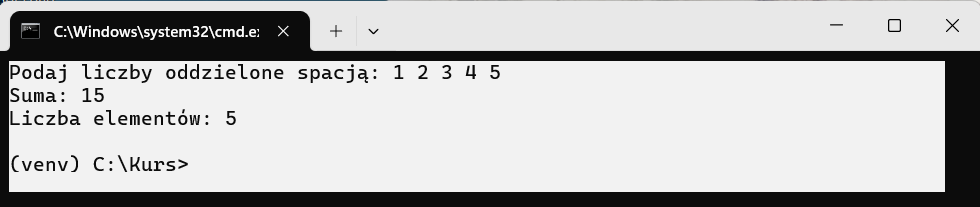 C:\Windows\system32\cmd.e
Podaj liczby oddzielone spacją: 1 2 3 4 5
Suma: 15
Liczba elementów: 5
(venv) C:\Kurs>